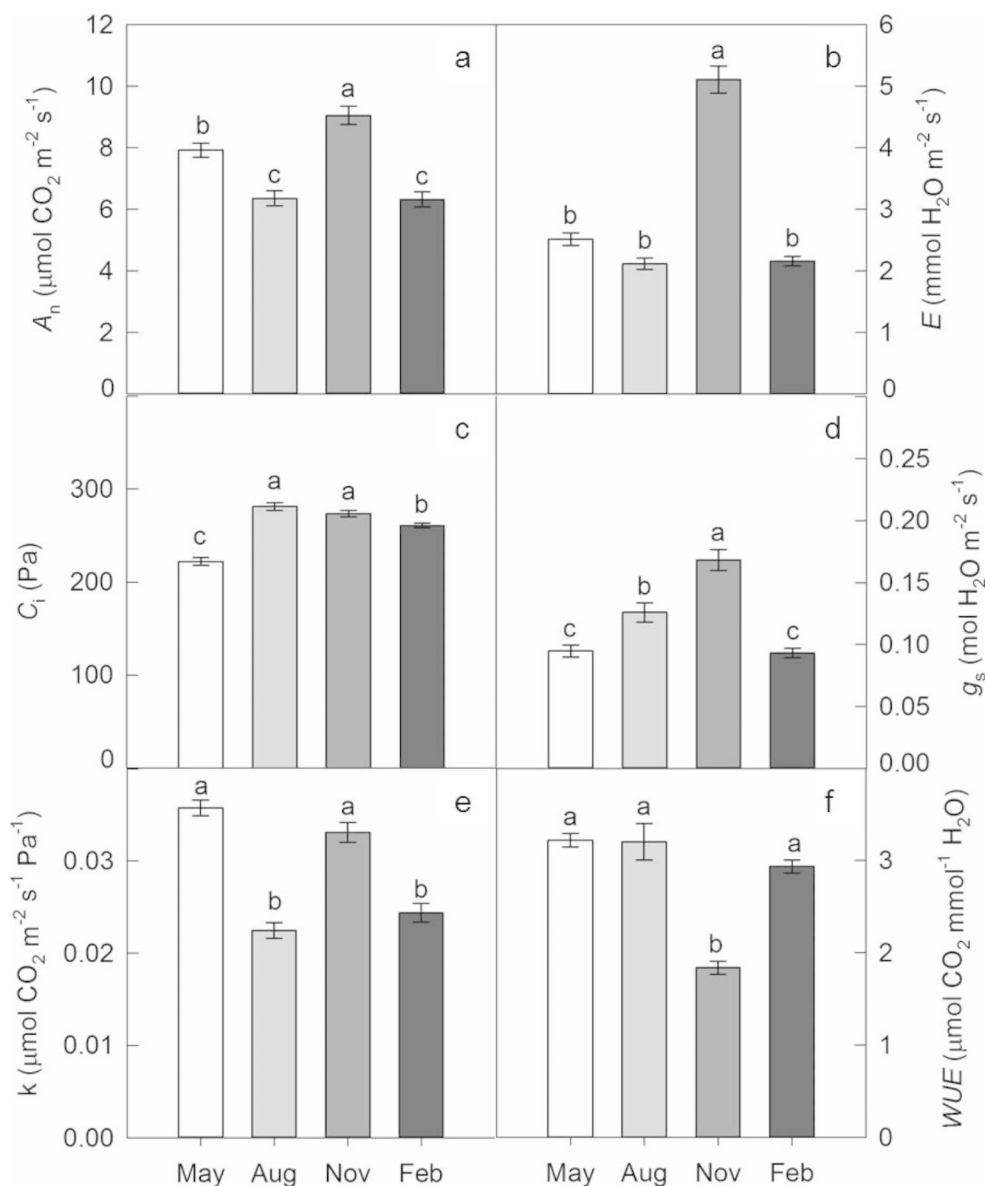 12
10
8
6
4
2
0
Aₙ (μmol CO₂ m⁻² s⁻¹)
a
b
c
a
c
6
5
4
3
2
1
0
E (mmol H₂O m⁻² s⁻¹)
b
b
b
a
b
300
200
100
0
Cᵢ (Pa)
c
c
a
a
b
0.25
0.20
0.15
0.10
0.05
0.00
gₛ (mol H₂O m⁻² s⁻¹)
d
c
b
a
c
0.03
0.02
0.01
0.00
k (μmol CO₂ m⁻² s⁻¹ Pa⁻¹)
e
a
b
a
b
3
2
1
0
WUE (μmol CO₂ mmol⁻¹ H₂O)
f
a
a
b
a
May Aug Nov Feb
May Aug Nov Feb